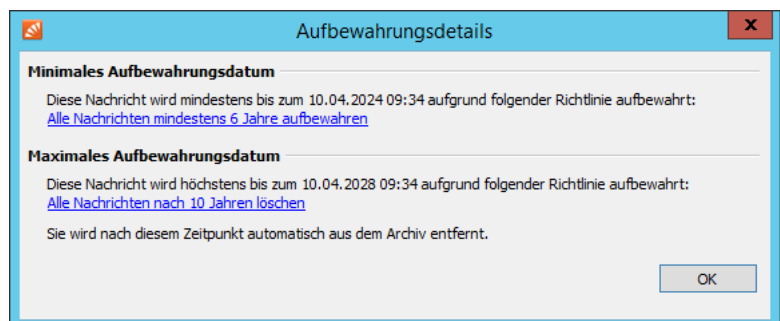 Aufbewahrungsdetails
x
Minimales Aufbewahrungsdatum
Diese Nachricht wird mindestens bis zum 10.04.2024 09:34 aufgrund folgender Richtlinie aufbewahrt:
Alle Nachrichten mindestens 6 Jahre aufbewahren
Maximales Aufbewahrungsdatum
Diese Nachricht wird höchstens bis zum 10.04.2028 09:34 aufgrund folgender Richtlinie aufbewahrt:
Alle Nachrichten nach 10 Jahren löschen
Sie wird nach diesem Zeitpunkt automatisch aus dem Archiv entfernt.
OK